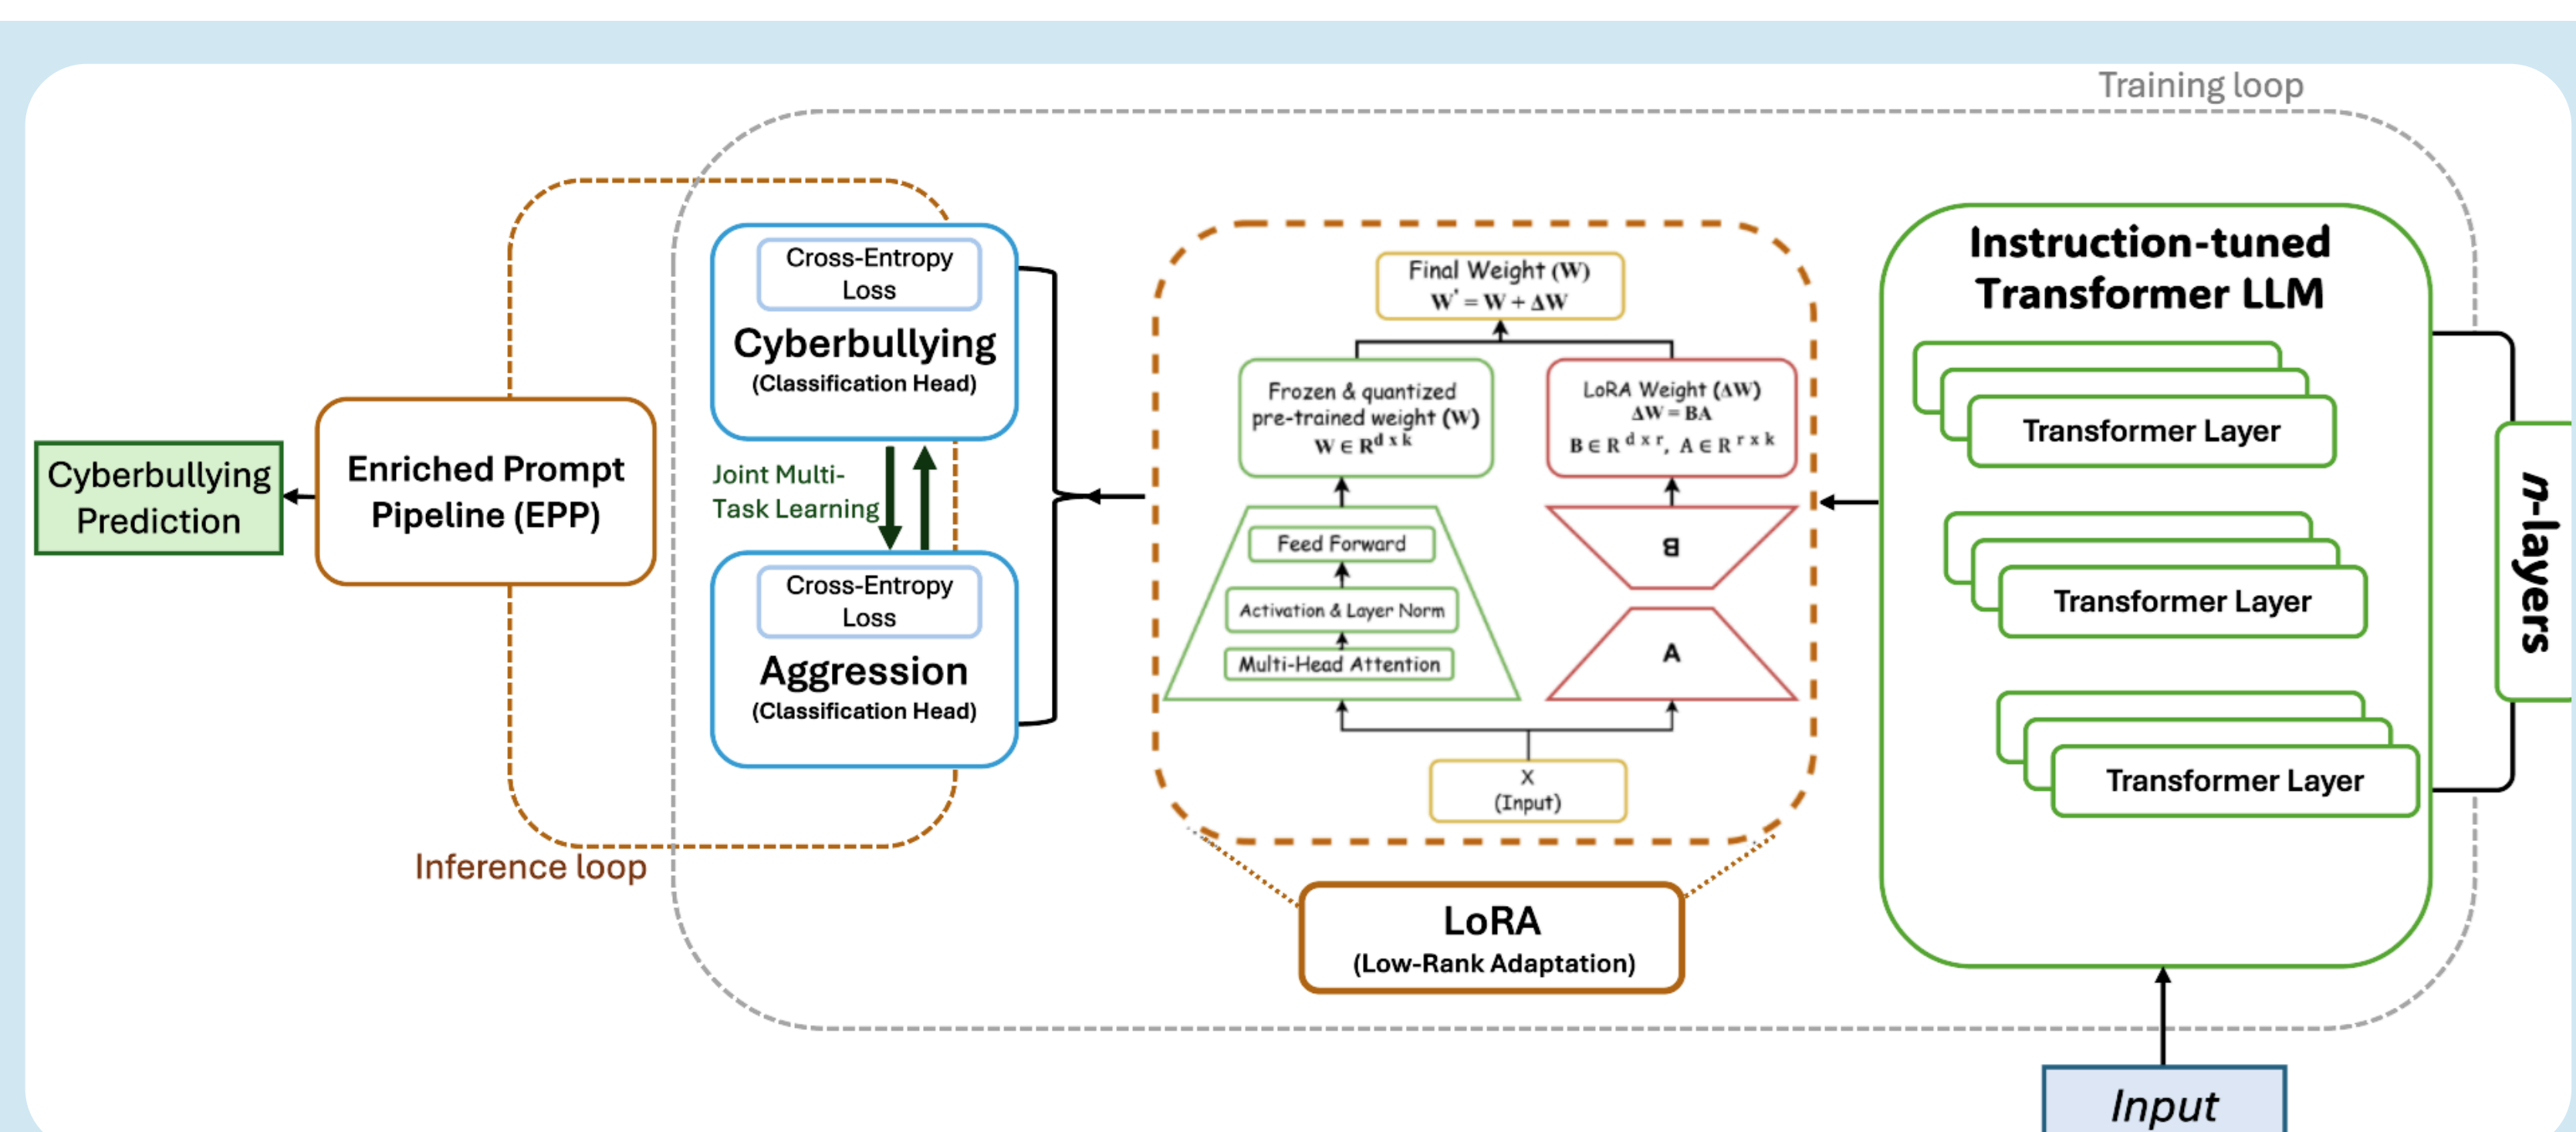 Training loop
Cross-Entropy
Loss
Cyberbullying
(Classification Head)
Joint Multi-
Task Learning
Cross-Entropy
Loss
Aggression
(Classification Head)
Cyberbullying
Prediction
Enriched Prompt
Pipeline (EPP)
Inference loop
Final Weight (W)
W' = W + ΔW
Frozen & quantized
pre-trained weight (W)
W ∈ R^{d x k}
LoRA Weight (ΔW)
ΔW = BA
B ∈ R^{d x r}, A ∈ R^{r x k}
Feed Forward
Activation & Layer Norm
Multi-Head Attention
B
A
X
(Input)
LoRA
(Low-Rank Adaptation)
Instruction-tuned
Transformer LLM
Transformer Layer
Transformer Layer
Transformer Layer
n-layers
Input